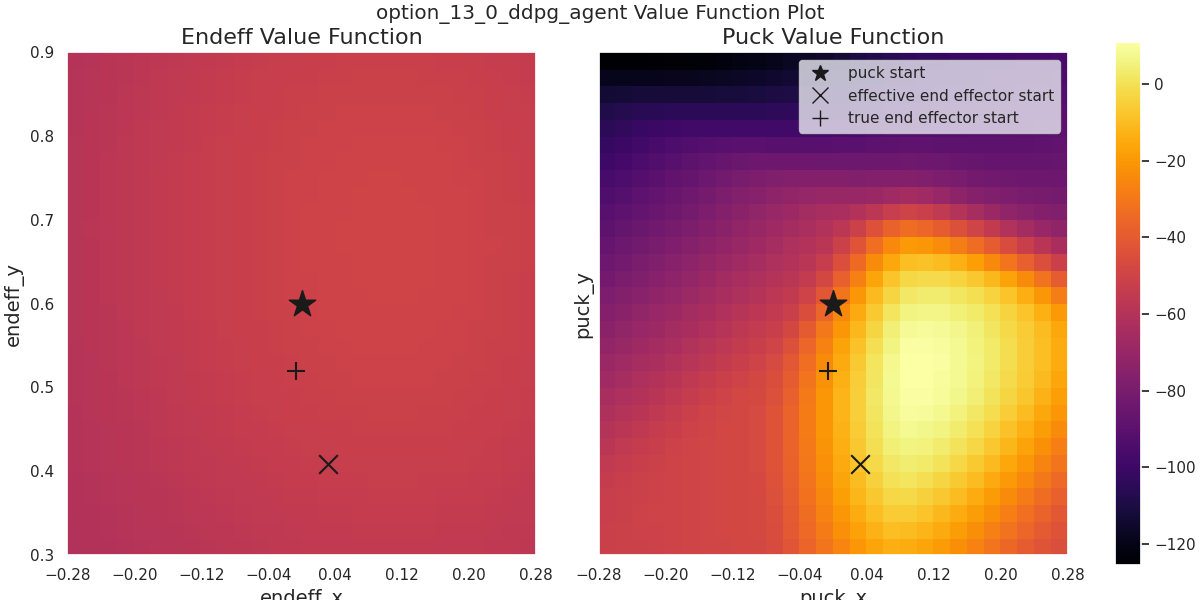 option_13_0_ddpg_agent Value Function Plot
Endeff Value Function
Puck Value Function
puck start
effective end effector start
true end effector start
0.9
0.8
0.7
0.6
0.5
0.4
0.3
endeff_y
−0.28 −0.20 −0.12 −0.04 0.04 0.12 0.20 0.28
endeff_x
puck_y
−0.28 −0.20 −0.12 −0.04 0.04 0.12 0.20 0.28
puck_x
0
−20
−40
−60
−80
−100
−120